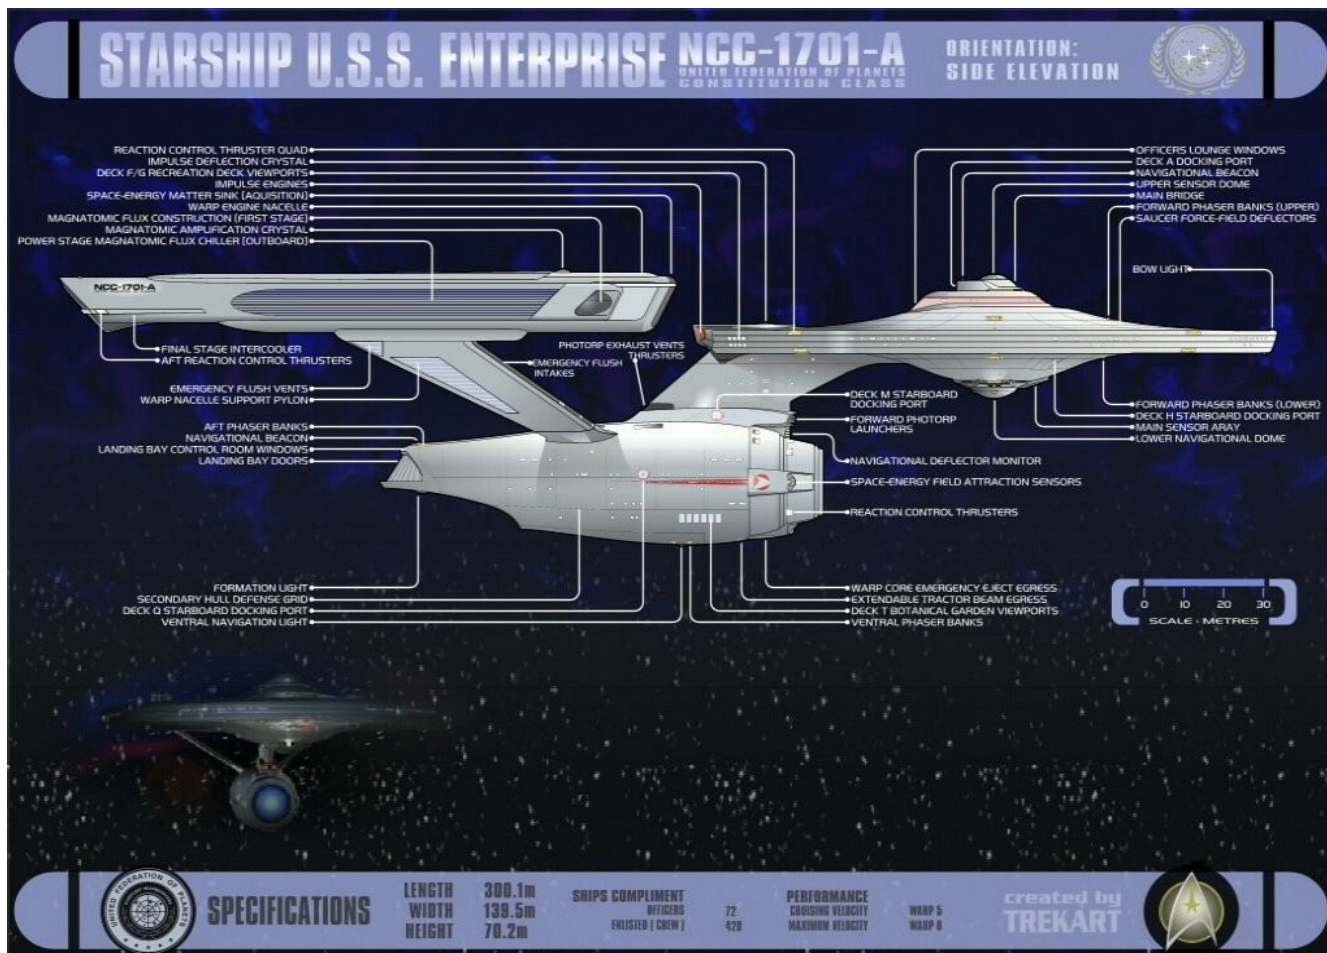 STARSHIP U.S.S. ENTERPRISE NCC-1701-A
UNITED FEDERATION OF PLANETS
CONSTITUTION CLASS
ORIENTATION:
SIDE ELEVATION
REACTION CONTROL THRUSTER QUAD
IMPULSE DEFLECTION CRYSTAL
DECK F/G RECREATION DECK VIEWPORTS
IMPULSE ENGINES
SPACE-ENERGY MATTER SINK [AQUISITION]
WARP ENGINE NACELLE
MAGNATOMIC FLUX CONSTRUCTION (FIRST STAGE)
MAGNATOMIC AMPLIFICATION CRYSTAL
POWER STAGE MAGNATOMIC FLUX CHILLER [OUTBOARD]
OFFICERS LOUNGE WINDOWS
DECK A DOCKING PORT
NAVIGATIONAL BEACON
UPPER SENSOR DOME
MAIN BRIDGE
FORWARD PHASER BANKS (UPPER)
SAUCER FORCE-FIELD DEFLECTORS
BOW LIGHT
NCC-1701-A
FINAL STAGE INTERCOOLER
AFT REACTION CONTROL THRUSTERS
EMERGENCY FLUSH VENTS
WARP NACELLE SUPPORT PYLON
PHOTORP EXHAUST VENTS
THRUSTERS
EMERGENCY FLUSH
INTAKES
AFT PHASER BANKS
NAVIGATIONAL BEACON
LANDING BAY CONTROL ROOM WINDOWS
LANDING BAY DOORS
DECK M STARBOARD
DOCKING PORT
FORWARD PHOTORP
LAUNCHERS
NAVIGATIONAL DEFLECTOR MONITOR
SPACE-ENERGY FIELD ATTRACTION SENSORS
REACTION CONTROL THRUSTERS
FORWARD PHASER BANKS (LOWER)
DECK H STARBOARD DOCKING PORT
MAIN SENSOR ARAY
LOWER NAVIGATIONAL DOME
FORMATION LIGHT
SECONDARY HULL DEFENSE GRID
DECK Q STARBOARD DOCKING PORT
VENTRAL NAVIGATION LIGHT
WARP CORE EMERGENCY EJECT EGRESS
EXTENDABLE TRACTOR BEAM EGRESS
DECK T BOTANICAL GARDEN VIEWPORTS
VENTRAL PHASER BANKS
0 10 20 30
SCALE - METRES
UNITED FEDERATION OF PLANETS
SPECIFICATIONS
LENGTH 300.1m
WIDTH 139.5m
HEIGHT 70.2m
SHIPS COMPLIMENT
OFFICERS 72
ENLISTED [ CREW ] 428
PERFORMANCE
CRUISING VELOCITY WARP 5
MAXIMUM VELOCITY WARP 8
created by
TREKART